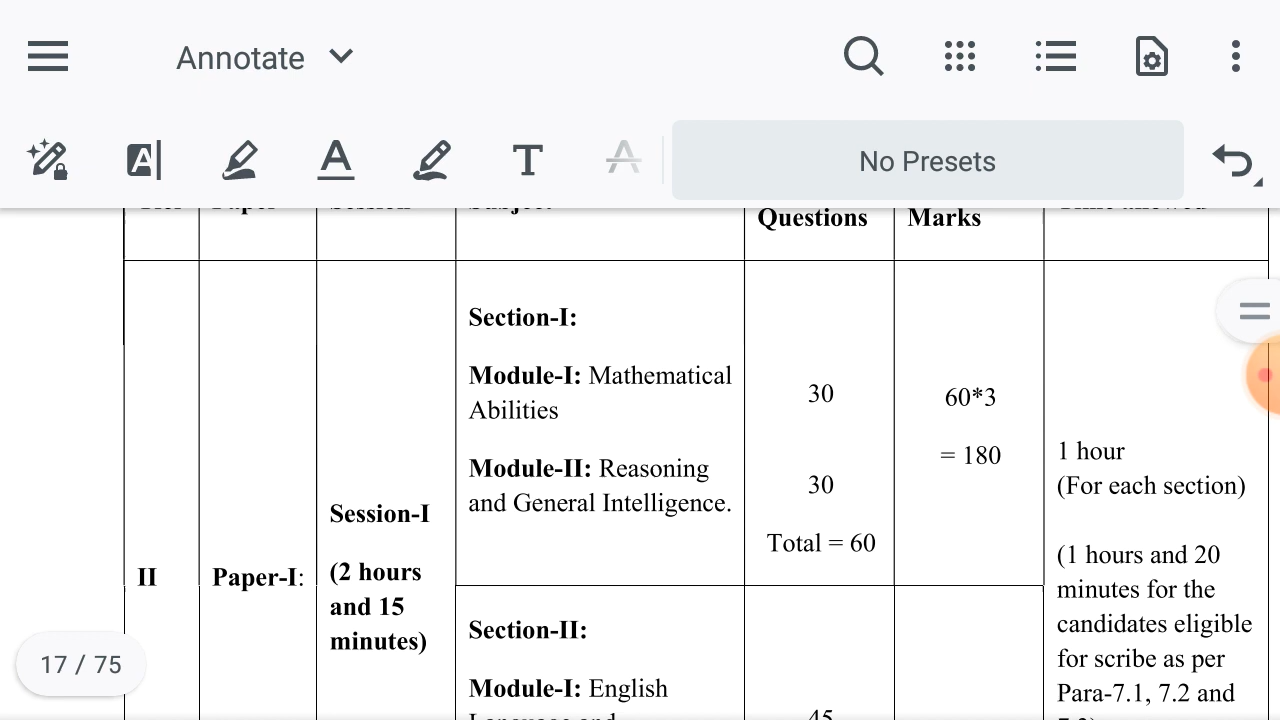 Annotate
No Presets
Questions
Marks
Section-I:
Module-I: Mathematical
Abilities
Module-II: Reasoning
and General Intelligence.
30
30
Total = 60
60*3
= 180
1 hour
(For each section)
(1 hours and 20
minutes for the
candidates eligible
for scribe as per
Para-7.1, 7.2 and
II
Paper-I:
Session-I
(2 hours
and 15
minutes)
Section-II:
Module-I: English
45
17 / 75